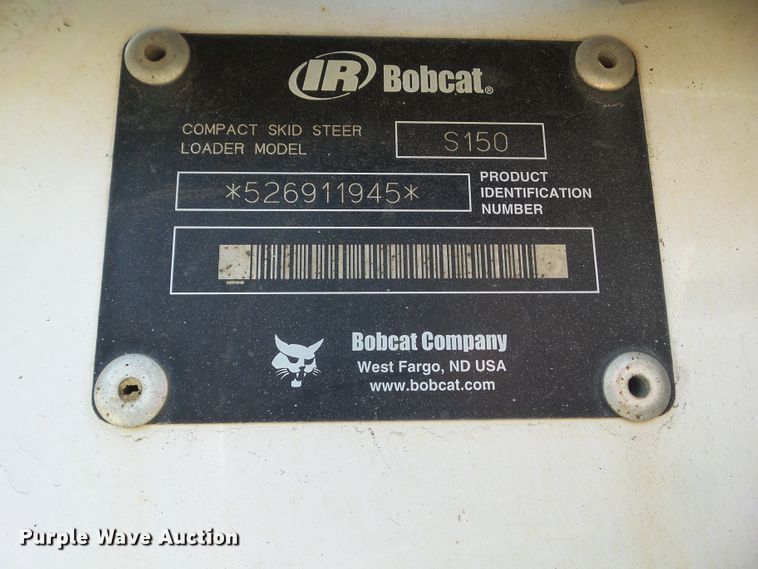 IR Bobcat®
COMPACT SKID STEER
LOADER MODEL
S150
*526911945*
PRODUCT
IDENTIFICATION
NUMBER
Bobcat Company
West Fargo, ND USA
www.bobcat.com
Purple Wave Auction